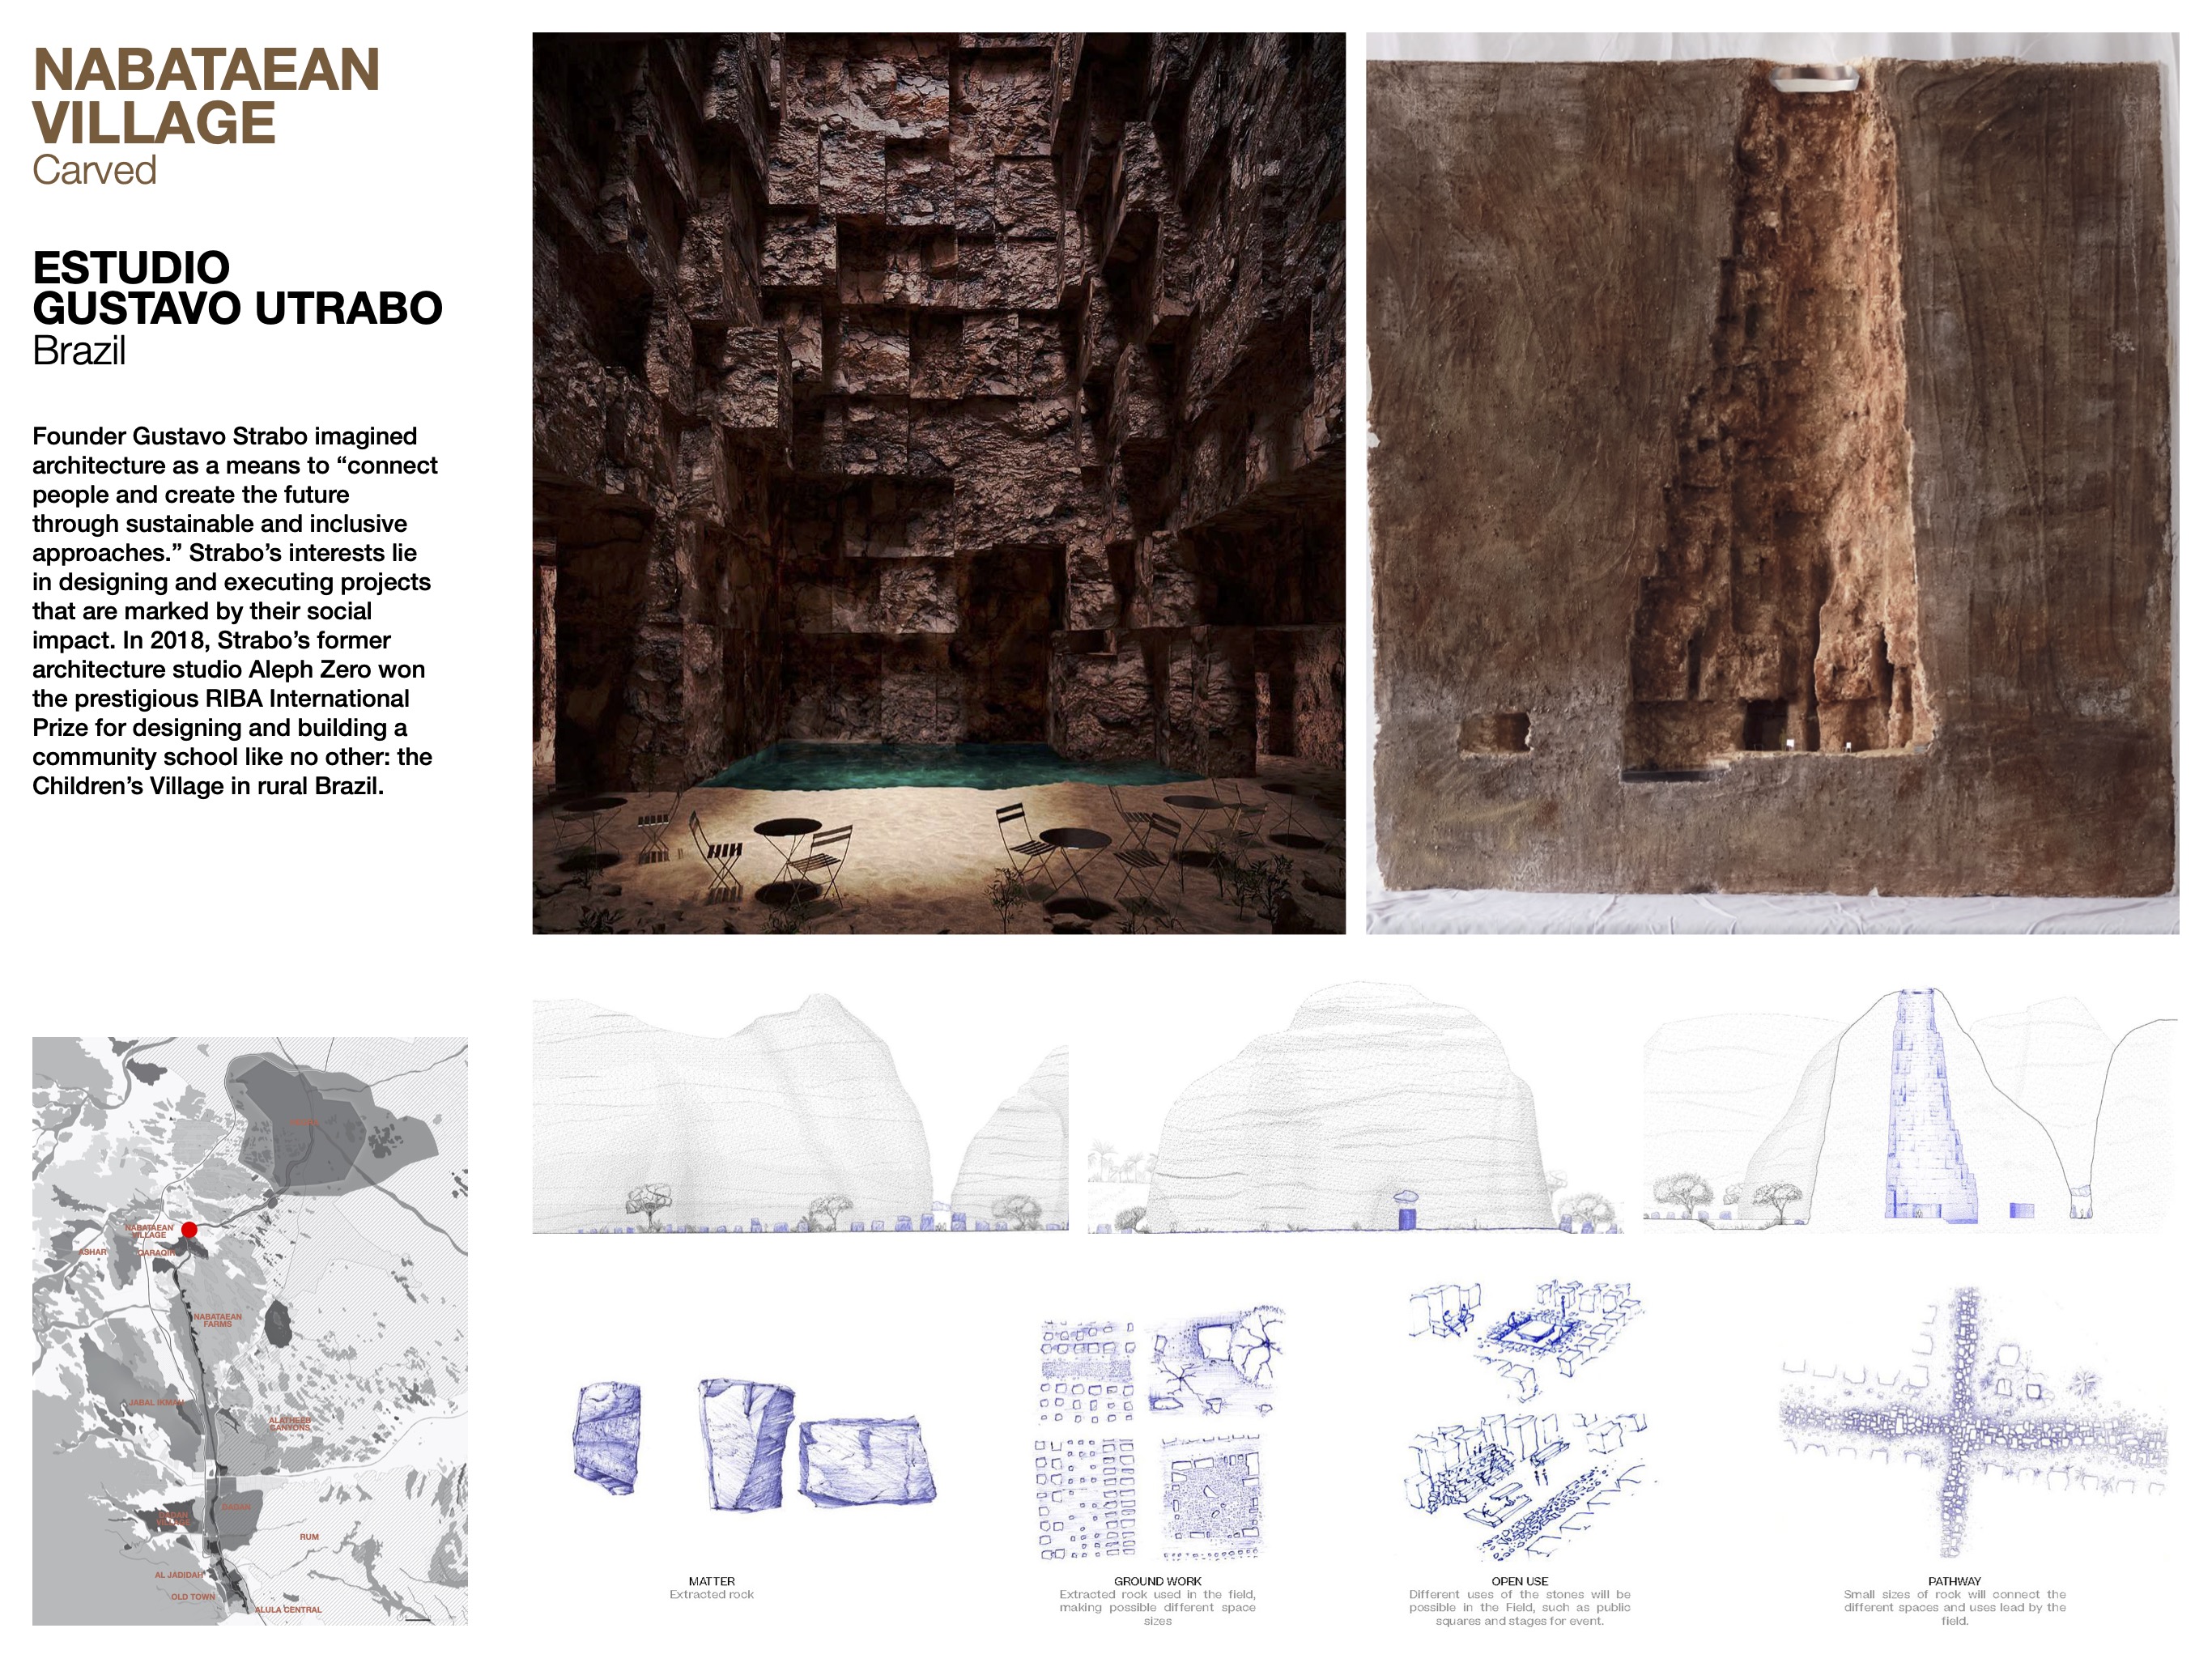 NABATAEAN
VILLAGE
Carved
ESTUDIO
GUSTAVO UTRABO
Brazil
Founder Gustavo Strabo imagined
architecture as a means to “connect
people and create the future
through sustainable and inclusive
approaches.” Strabo’s interests lie
in designing and executing projects
that are marked by their social
impact. In 2018, Strabo’s former
architecture studio Aleph Zero won
the prestigious RIBA International
Prize for designing and building a
community school like no other: the
Children’s Village in rural Brazil.
NABATAEAN
VILLAGE
ASHAR
QARAQIR
NABATAEAN
FARMS
JABAL IKMAH
ALATHEEB
CANYONS
DADAN
DADAN
VILLAGE
RUM
AL JADIDAH
OLD TOWN
ALULA CENTRAL
MATTER
Extracted rock
GROUND WORK
Extracted rock used in the field,
making possible different space
sizes
OPEN USE
Different uses of the stones will be
possible in the Field, such as public
squares and stages for event.
PATHWAY
Small sizes of rock will connect the
different spaces and uses lead by the
field.